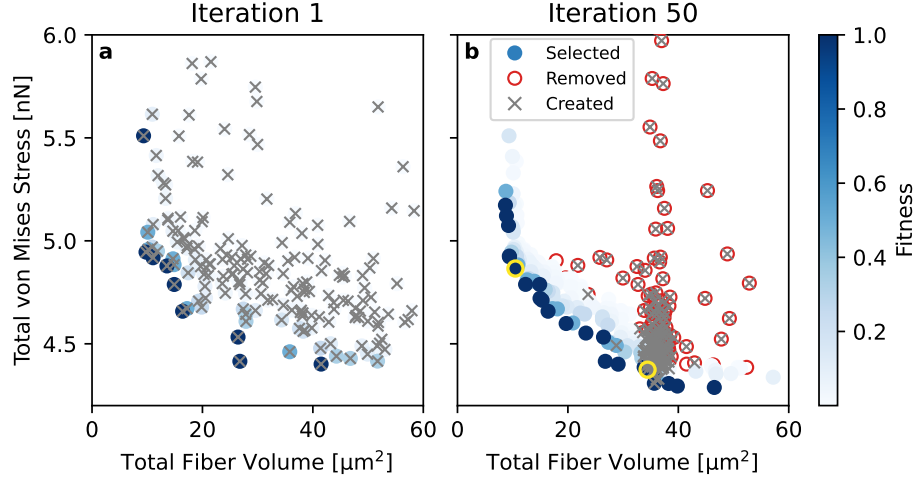 Iteration 1
Iteration 50
a
b
Selected
Removed
Created
6.0
5.5
5.0
4.5
Total von Mises Stress [nN]
0
20
40
60
0
20
40
60
Total Fiber Volume [μm²]
Total Fiber Volume [μm²]
1.0
0.8
0.6
0.4
0.2
Fitness